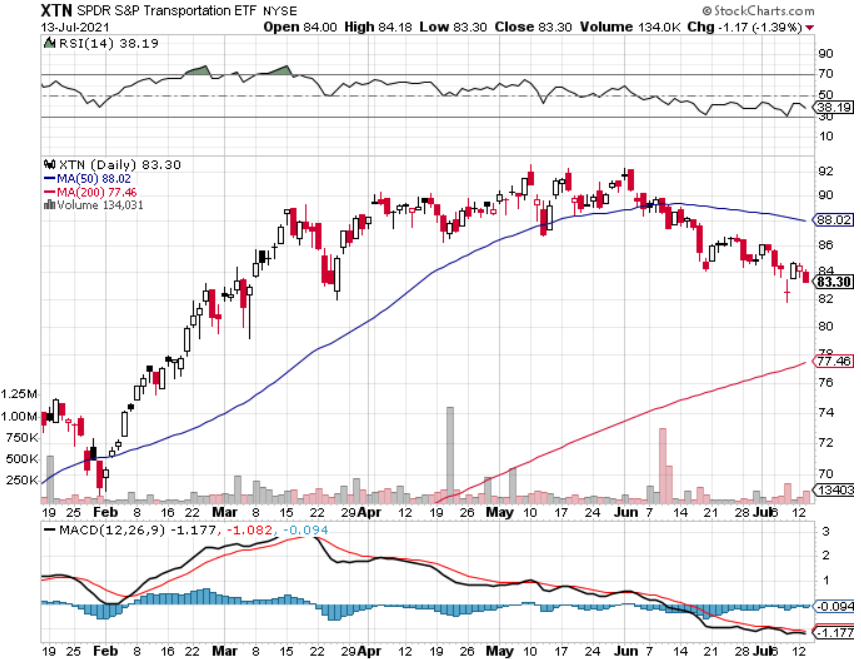 XTN SPDR S&P Transportation ETF NYSE © StockCharts.com
13-Jul-2021 Open 84.00 High 84.18 Low 83.30 Close 83.30 Volume 134.0K Chg -1.17 (-1.39%)
RSI(14) 38.19
90
70
50
38.19
30
10
XTN (Daily) 83.30
MA(50) 88.02
MA(200) 77.46
Volume 134,031
92
90
88.02
86
84
83.30
82
80
78
77.46
76
74
72
70
13403
1.25M
1.00M
750K
500K
250K
19 25 Feb 8 16 22 Mar 8 15 22 29 Apr 12 19 26 May 10 17 24 Jun 7 14 21 28 Jul 6 12
MACD(12,26,9) -1.177, -1.082, -0.094
3
2
1
-0.094
-1.177
19 25 Feb 8 16 22 Mar 8 15 22 29 Apr 12 19 26 May 10 17 24 Jun 7 14 21 28 Jul 6 12